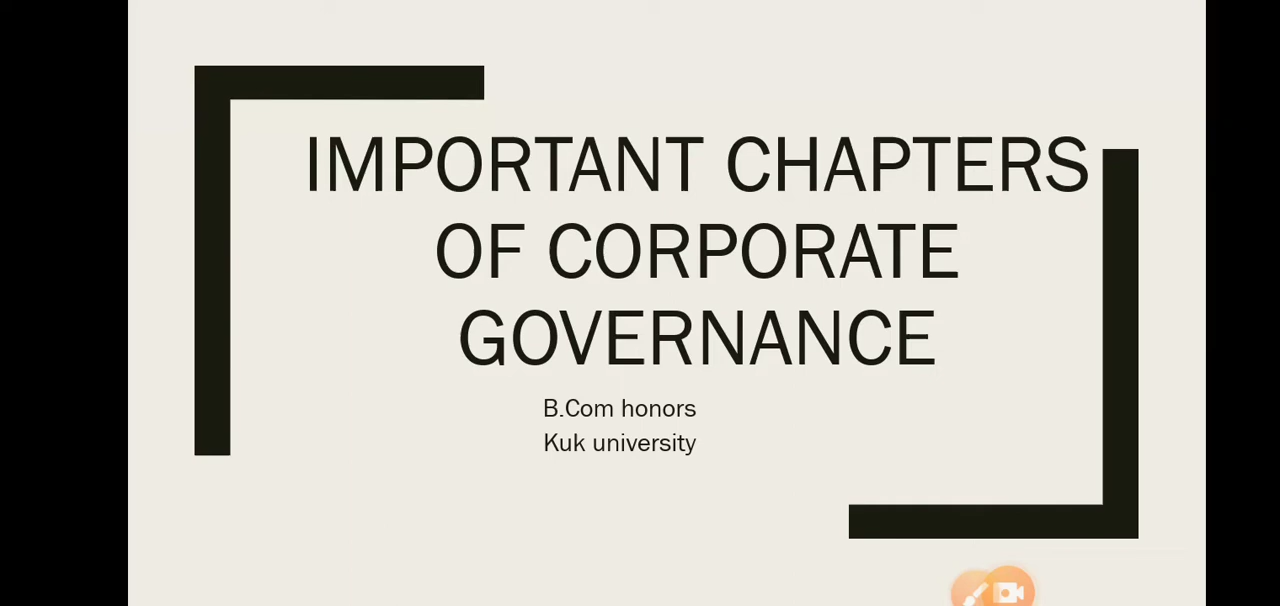 IMPORTANT CHAPTERS
OF CORPORATE
GOVERNANCE
B.Com honors
Kuk university